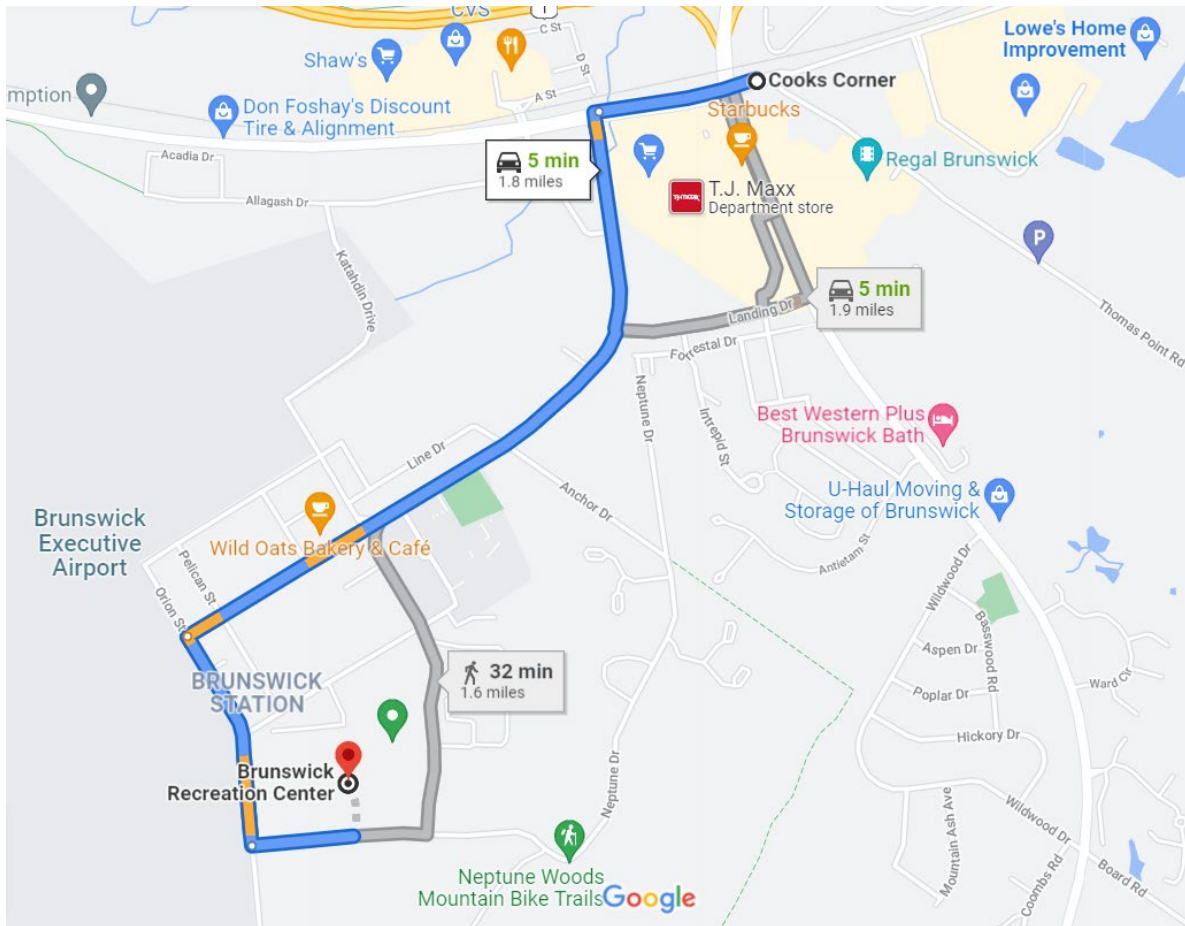 CVS
1
C St
D St
A St
Shaw's
Lowe's Home
Improvement
mption
Don Foshay's Discount
Tire & Alignment
Cooks Corner
Starbucks
Acadia Dr
5 min
1.8 miles
Regal Brunswick
TJ-maxx
T.J. Maxx
Department store
Allagash Dr
P
Katahdin Drive
5 min
1.9 miles
Landing Dr
Thomas Point Rd
Forrestal Dr
Neptune Dr
Intrepid St
Best Western Plus
Brunswick Bath
Line Dr
Anchor Dr
U-Haul Moving &
Storage of Brunswick
Brunswick
Executive
Airport
Wild Oats Bakery & Café
Antietam St
Wildwood Dr
Pelican St
Orion St
Basswood Rd
Aspen Dr
32 min
1.6 miles
BRUNSWICK
STATION
Poplar Dr
Ward Cir
Hickory Dr
Brunswick
Recreation Center
Neptune Dr
Mountain Ash Ave
Wildwood Dr
Board Rd
Coombs Rd
Neptune Woods
Mountain Bike Trails
Google